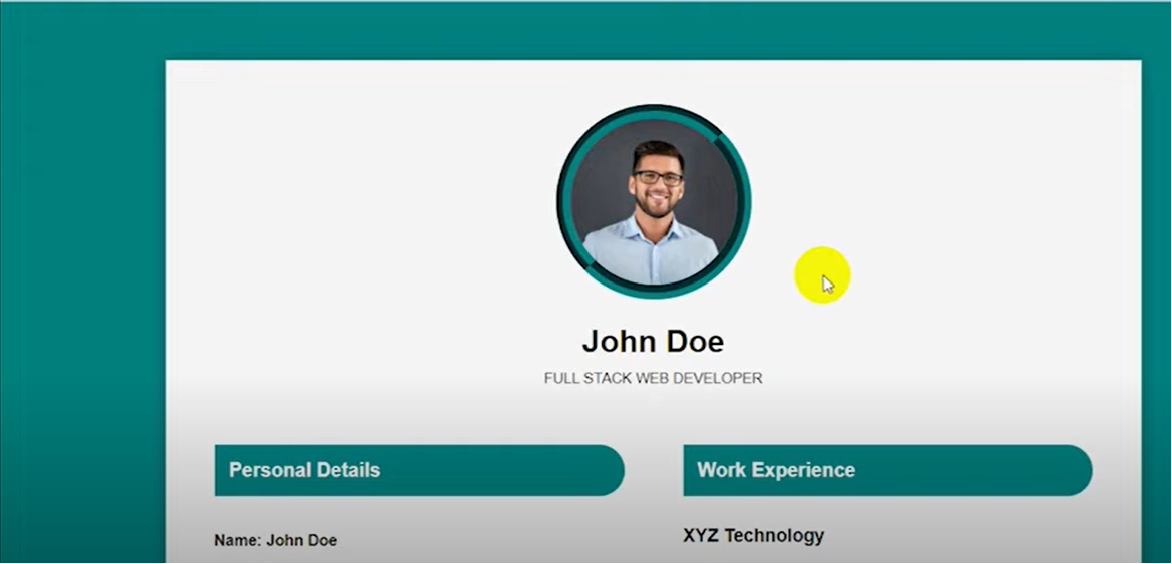 John Doe
FULL STACK WEB DEVELOPER
Personal Details
Name: John Doe
Work Experience
XYZ Technology